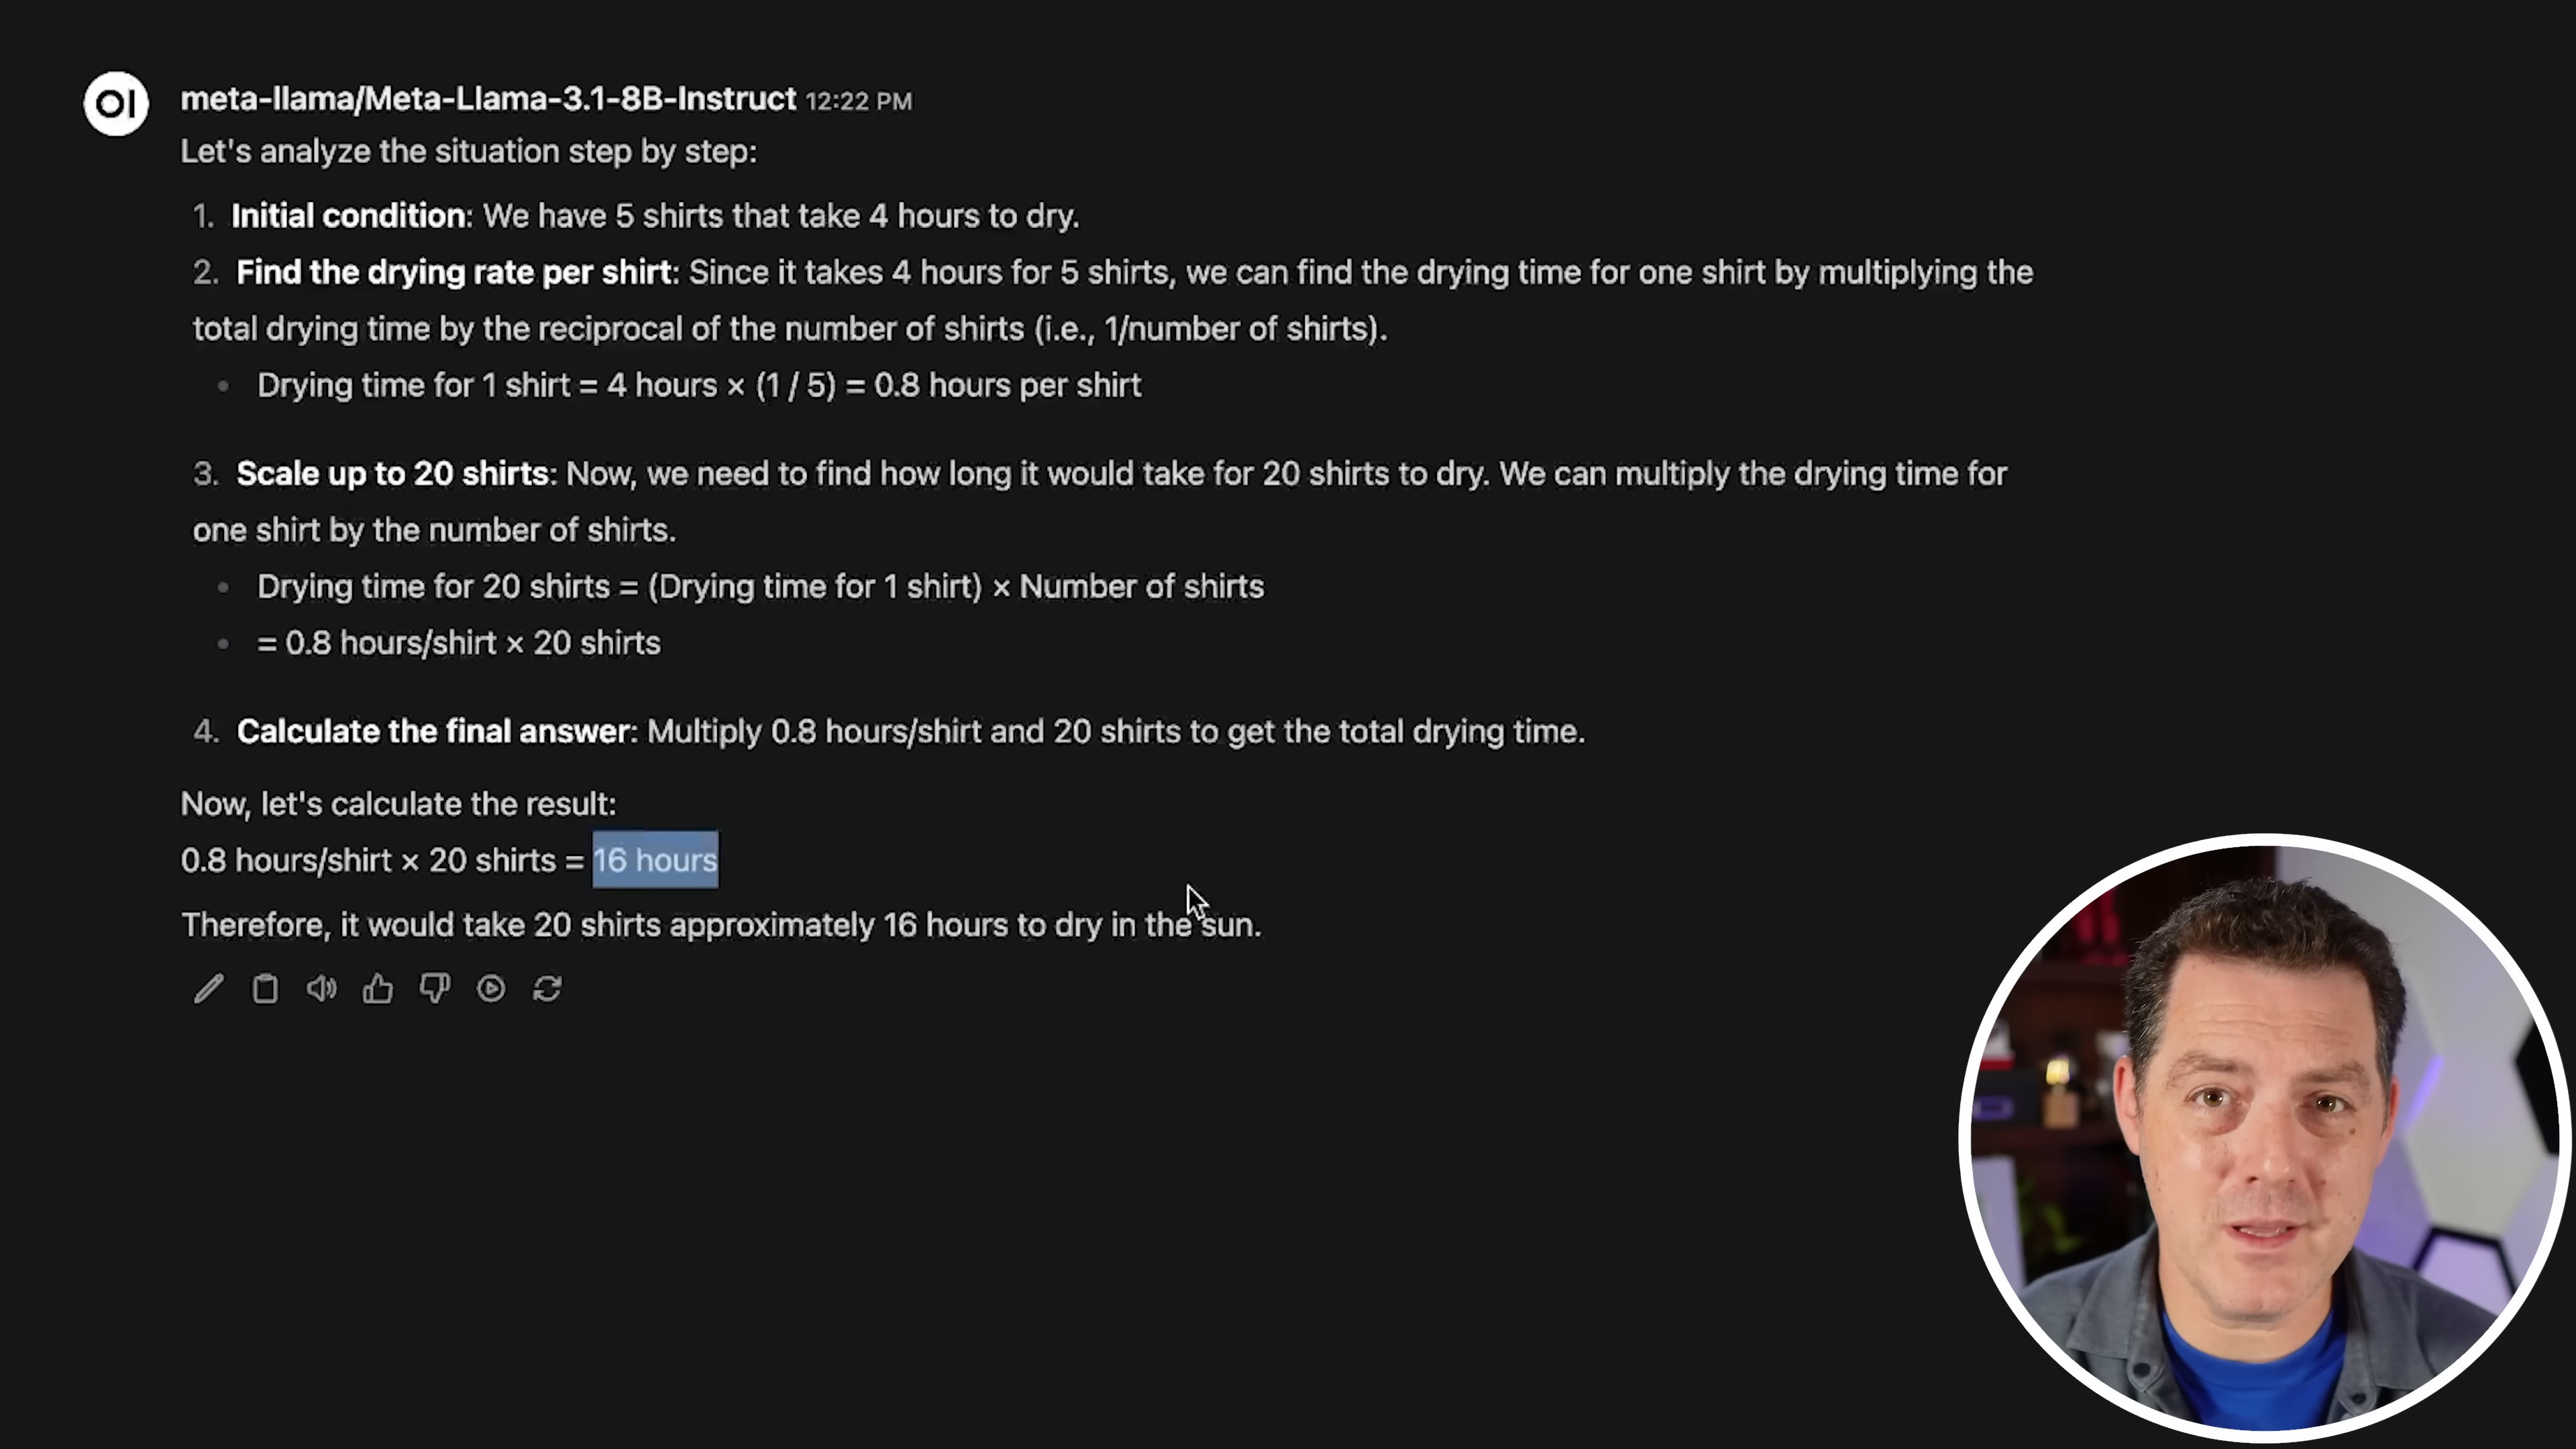 OI
meta-llama/Meta-Llama-3.1-8B-Instruct 12:22 PM
Let's analyze the situation step by step:
1. Initial condition: We have 5 shirts that take 4 hours to dry.
2. Find the drying rate per shirt: Since it takes 4 hours for 5 shirts, we can find the drying time for one shirt by multiplying the
total drying time by the reciprocal of the number of shirts (i.e., 1/number of shirts).
• Drying time for 1 shirt = 4 hours × (1 / 5) = 0.8 hours per shirt
3. Scale up to 20 shirts: Now, we need to find how long it would take for 20 shirts to dry. We can multiply the drying time for
one shirt by the number of shirts.
• Drying time for 20 shirts = (Drying time for 1 shirt) × Number of shirts
• = 0.8 hours/shirt × 20 shirts
4. Calculate the final answer: Multiply 0.8 hours/shirt and 20 shirts to get the total drying time.
Now, let's calculate the result:
0.8 hours/shirt × 20 shirts = 16 hours
Therefore, it would take 20 shirts approximately 16 hours to dry in the sun.